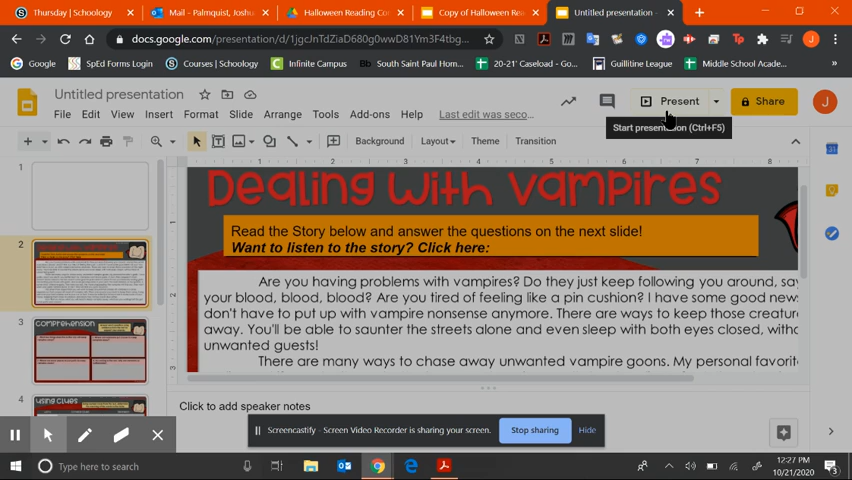 Thursday | Schoology
Mail - Palmquist, Joshu
Halloween Reading Co
Copy of Halloween Re
Untitled presentation -
docs.google.com/presentation/d/1jgcJnTdZiaD680g0wwD81Ym3F4tbg...
Google
SpEd Forms Login
Courses | Schoology
Infinite Campus
Bb South Saint Paul Hom...
20-21' Caseload - Go...
Guillitine League
Middle School Acade...
Untitled presentation
Present
Share
J
File Edit View Insert Format Slide Arrange Tools Add-ons Help Last edit was seco...
Start presentation (Ctrl+F5)
Background Layout Theme Transition
1
2
3
4
Comprehension
Using Clues
Dealing with Vampires
Read the Story below and answer the questions on the next slide!
Want to listen to the story? Click here:
Are you having problems with vampires? Do they just keep following you around, say
your blood, blood, blood? Are you tired of feeling like a pin cushion? I have some good news
don't have to put up with vampire nonsense anymore. There are ways to keep those creatur
away. You'll be able to saunter the streets alone and even sleep with both eyes closed, witho
unwanted guests!
There are many ways to chase away unwanted vampire goons. My personal favorit
Click to add speaker notes
Screencastify - Screen Video Recorder is sharing your screen.
Stop sharing
Hide
Type here to search
12:27 PM
10/21/2020
3